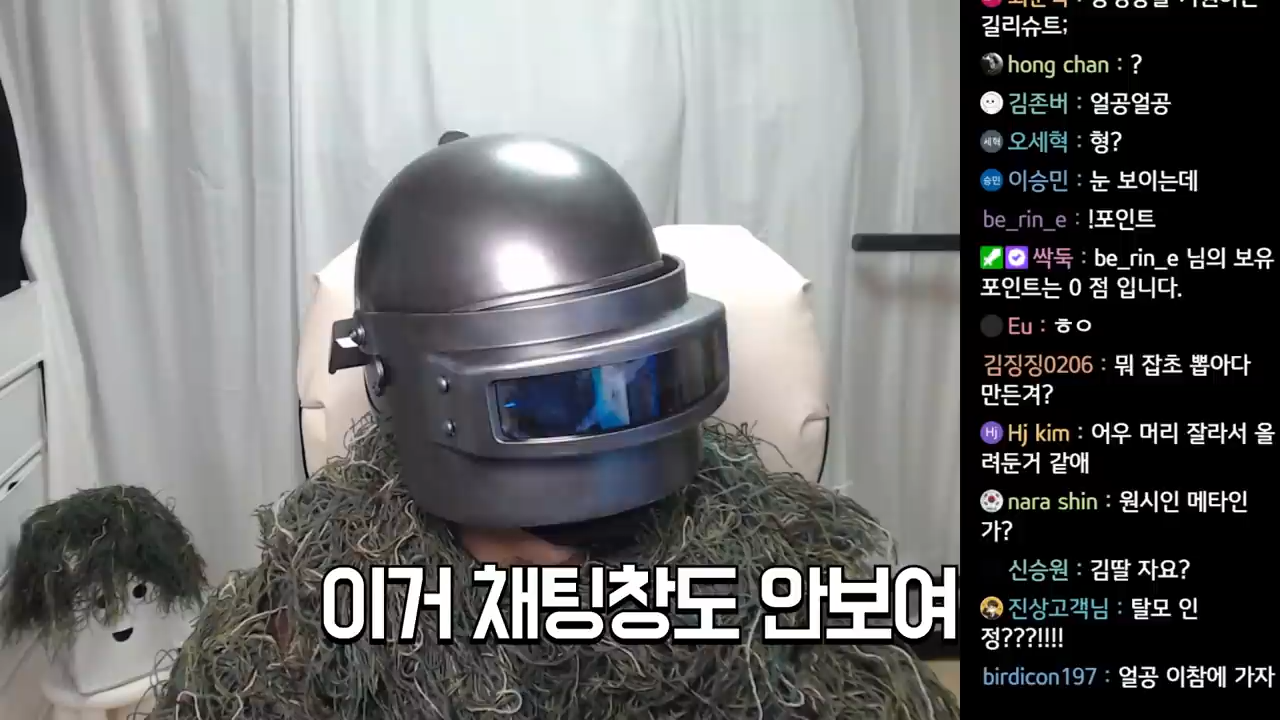 길리슈트;
hong chan : ?
김존버 : 얼공얼공
세혁 오세혁 : 형?
승민 이승민 : 눈 보이는데
be_rin_e : !포인트
싹둑 : be_rin_e 님의 보유
포인트는 0 점 입니다.
Eu : ㅎㅇ
김징징0206 : 뭐 잡초 뽑아다
만든겨?
Hj Hj kim : 어우 머리 잘라서 올
려둔거 같애
nara shin : 원시인 메타인
가?
신승원 : 김딸 자요?
진상고객님 : 탈모 인
정???!!!!
birdicon197 : 얼공 이참에 가자
이거 채팅창도 안보여